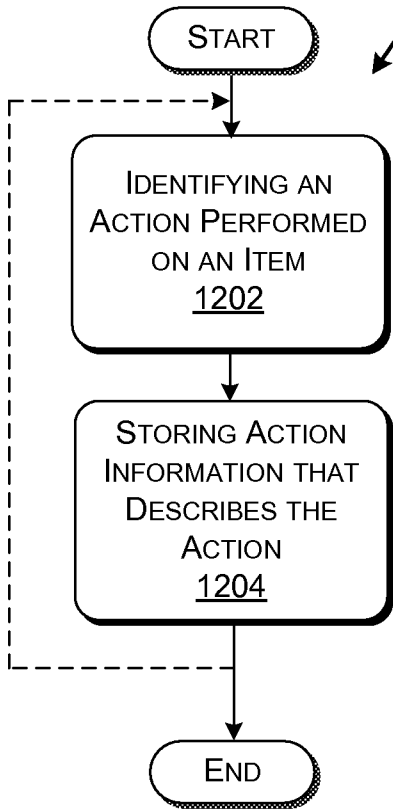 START
IDENTIFYING AN
ACTION PERFORMED
ON AN ITEM
1202
STORING ACTION
INFORMATION THAT
DESCRIBES THE
ACTION
1204
END